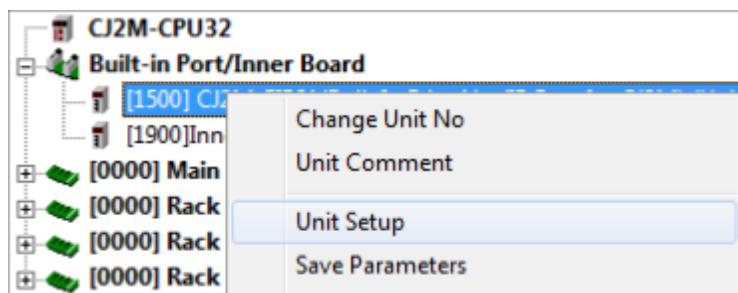 CJ2M-CPU32
Built-in Port/Inner Board
[1500]
[1900]Inn
[0000] Main
[0000] Rack
[0000] Rack
[0000] Rack
Change Unit No
Unit Comment
Unit Setup
Save Parameters